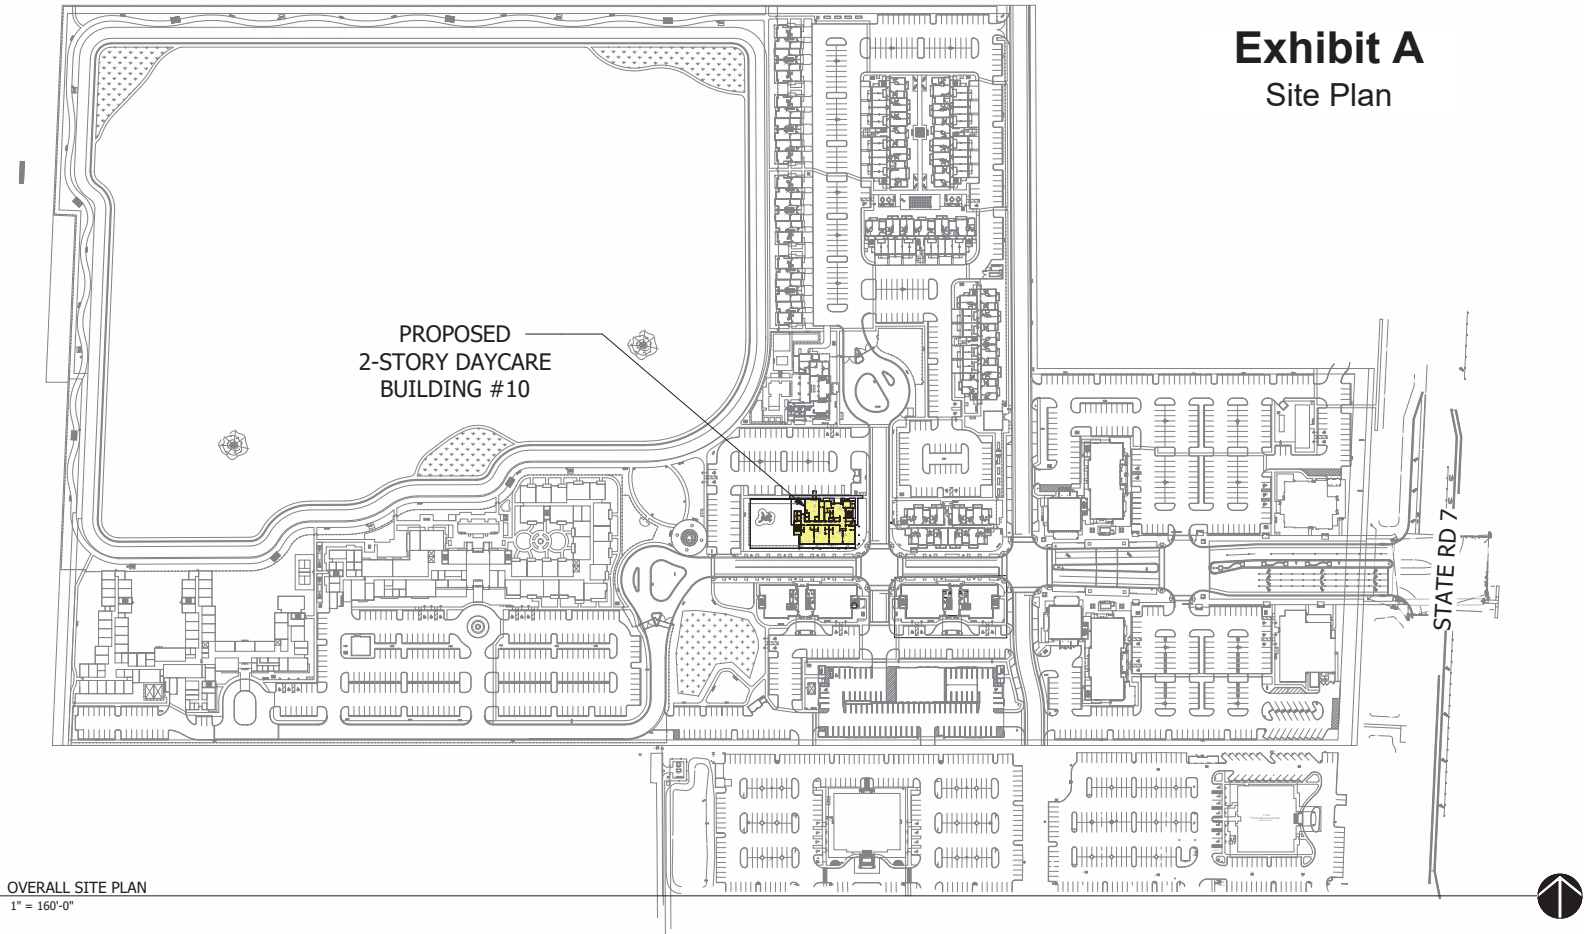 Exhibit A
Site Plan
PROPOSED
2-STORY DAYCARE
BUILDING #10
STATE RD 7
OVERALL SITE PLAN
1" = 160'-0"